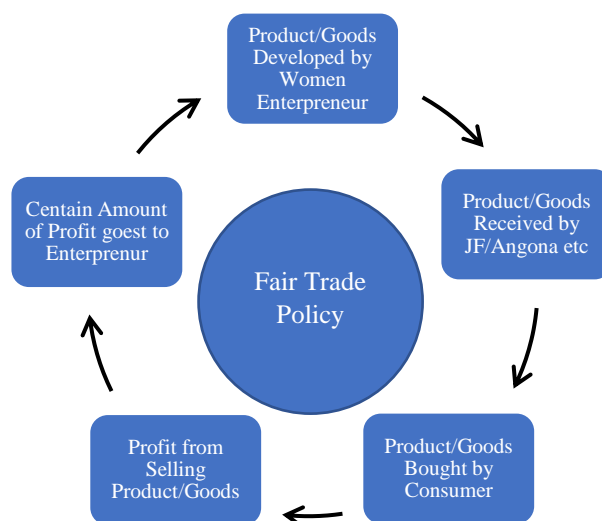 Product/Goods
Developed by
Women
Enterpreneur
Product/Goods
Received by
JF/Angona etc
Product/Goods
Bought by
Consumer
Profit from
Selling
Product/Goods
Centain Amount
of Profit goest to
Enterprenur
Fair Trade
Policy